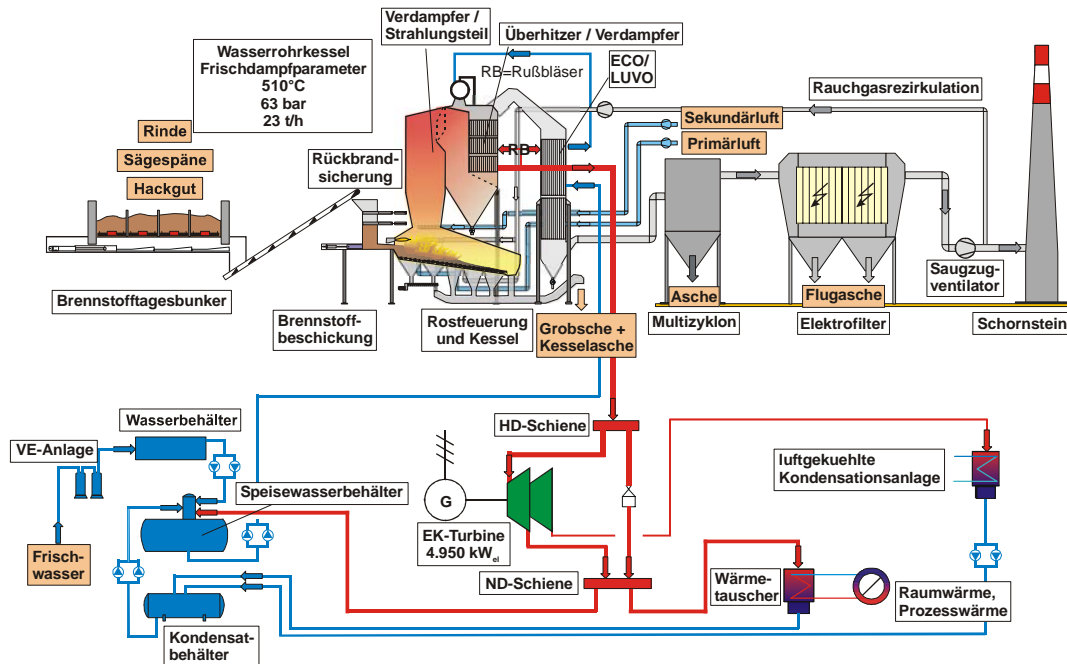 Verdampfer /
Strahlungsteil
Überhitzer / Verdampfer
Wasserrohrkessel
Frischdampfparameter
510°C
63 bar
23 t/h
RB=Rußbläser
ECO/
LUVO
Rauchgasrezirkulation
Sekundärluft
Primärluft
Rinde
Sägespäne
Hackgut
Rückbrand-
sicherung
RB
Brennstofftagesbunker
Brennstoff-
beschickung
Rostfeuerung
und Kessel
Grobsche +
Kesselasche
Asche
Multizyklon
Flugasche
Elektrofilter
Saugzug-
ventilator
Schornstein
Wasserbehälter
VE-Anlage
HD-Schiene
luftgekuehlte
Kondensationsanlage
Speisewasserbehälter
G
EK-Turbine
4.950 kWel
Frisch-
wasser
ND-Schiene
Wärme-
tauscher
Raumwärme,
Prozesswärme
Kondensat-
behälter